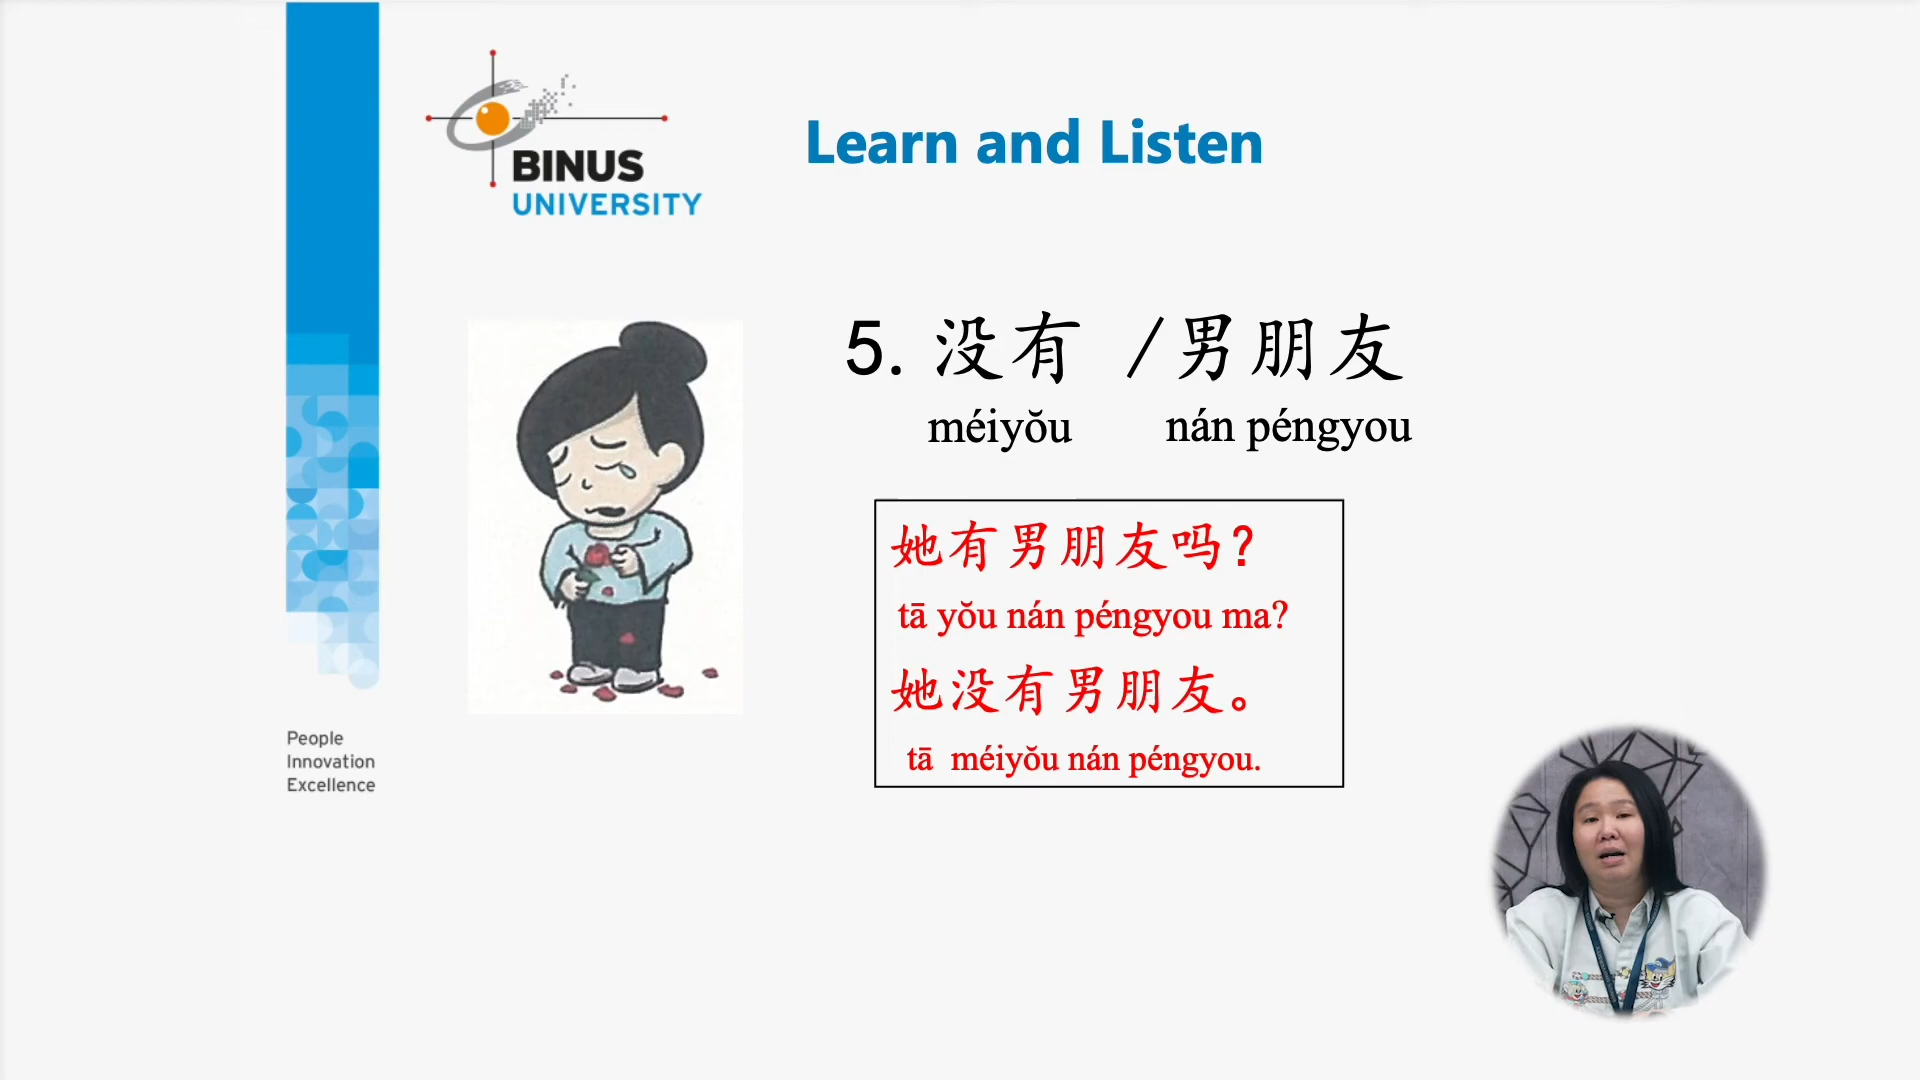 BINUS
UNIVERSITY
Learn and Listen
5. 没有 /男朋友
méiyǒu nán péngyou
她有男朋友吗？
tā yǒu nán péngyou ma?
她没有男朋友。
tā méiyǒu nán péngyou.
People
Innovation
Excellence